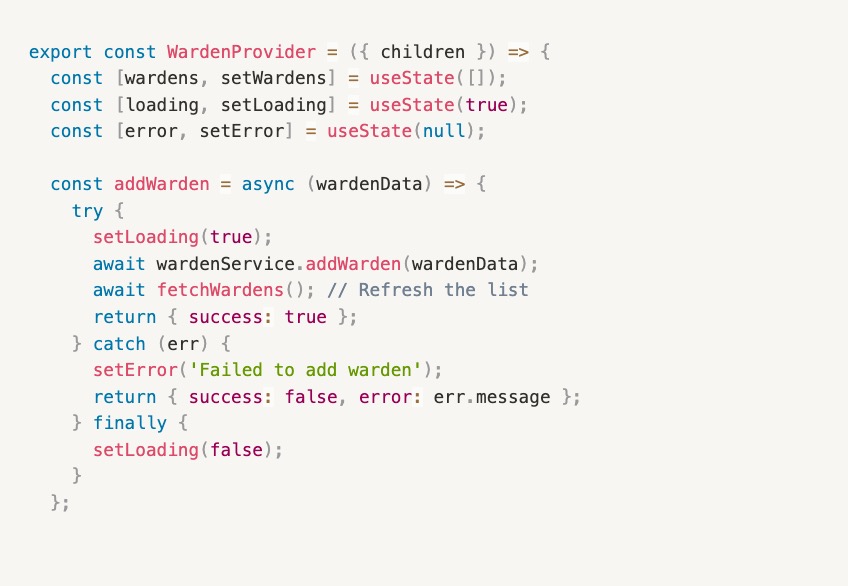 export const WardenProvider = ({ children }) => {
  const [wardens, setWardens] = useState([]);
  const [loading, setLoading] = useState(true);
  const [error, setError] = useState(null);

  const addWarden = async (wardenData) => {
    try {
      setLoading(true);
      await wardenService.addWarden(wardenData);
      await fetchWardens(); // Refresh the list
      return { success: true };
    } catch (err) {
      setError('Failed to add warden');
      return { success: false, error: err.message };
    } finally {
      setLoading(false);
    }
  };